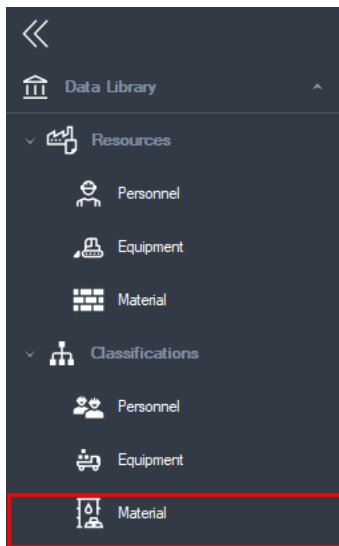 Data Library
Resources
Personnel
Equipment
Material
Classifications
Personnel
Equipment
Material